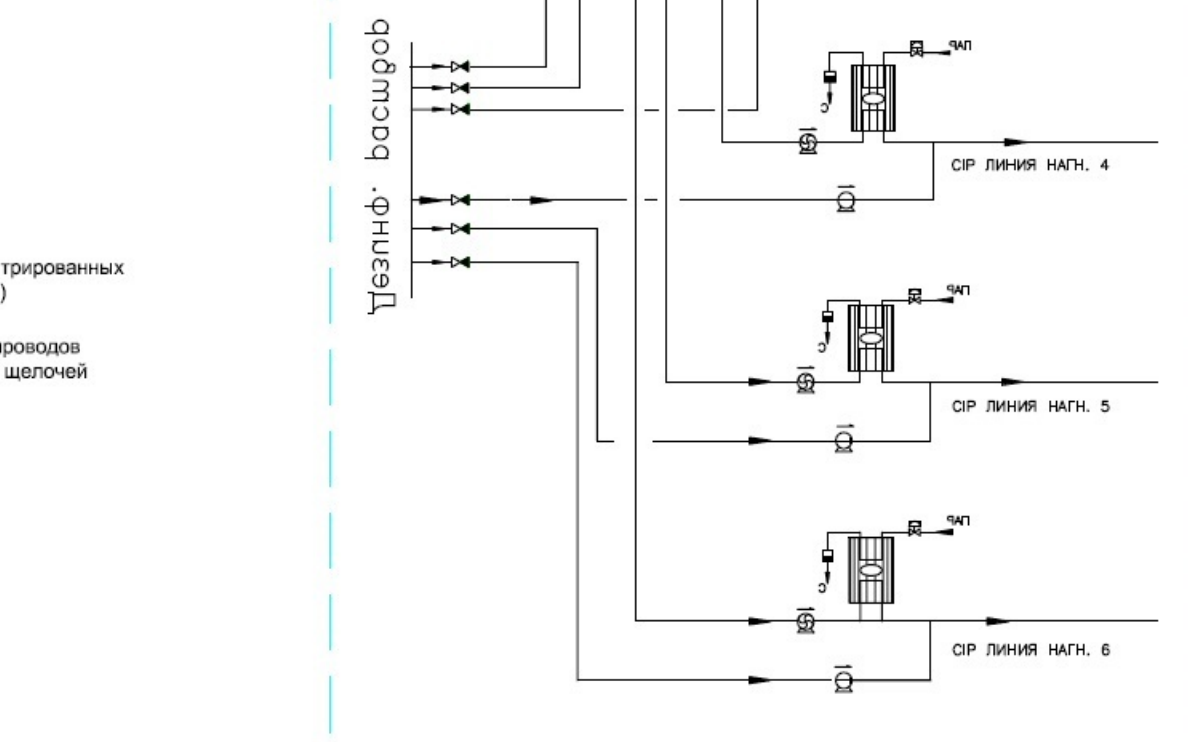 Дезинф. раствор
ПАР
С
CIP ЛИНИЯ НАГН. 4
трированных
)
проводов
щелочей
ПАР
С
CIP ЛИНИЯ НАГН. 5
ПАР
С
CIP ЛИНИЯ НАГН. 6